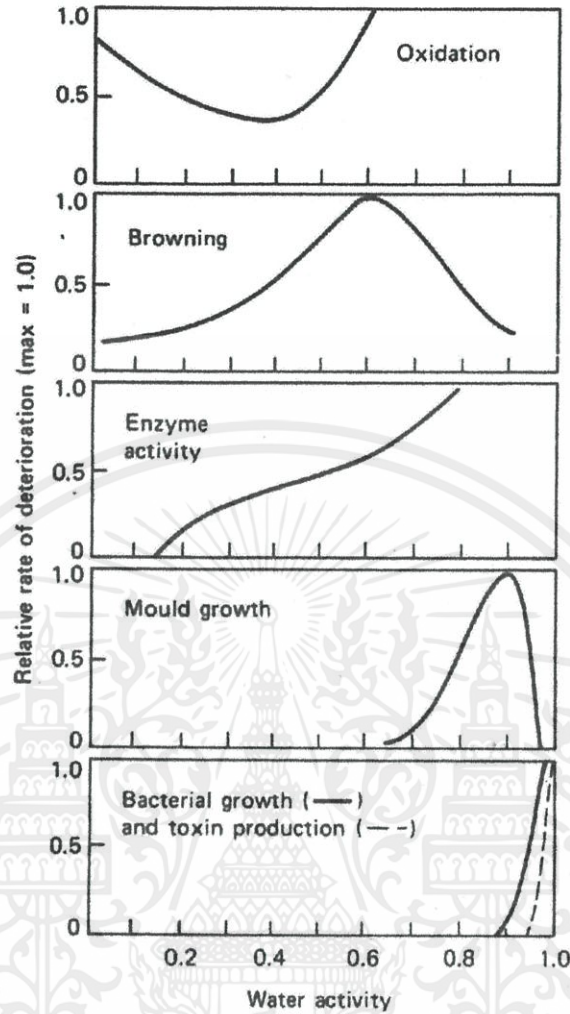 Relative rate of deterioration (max = 1.0)
1.0
0.5
0
Oxidation
1.0
0.5
0
Browning
1.0
0.5
0
Enzyme
activity
1.0
0.5
0
Mould growth
1.0
0.5
0
Bacterial growth (—)
and toxin production (– –)
0.2
0.4
0.6
0.8
1.0
Water activity